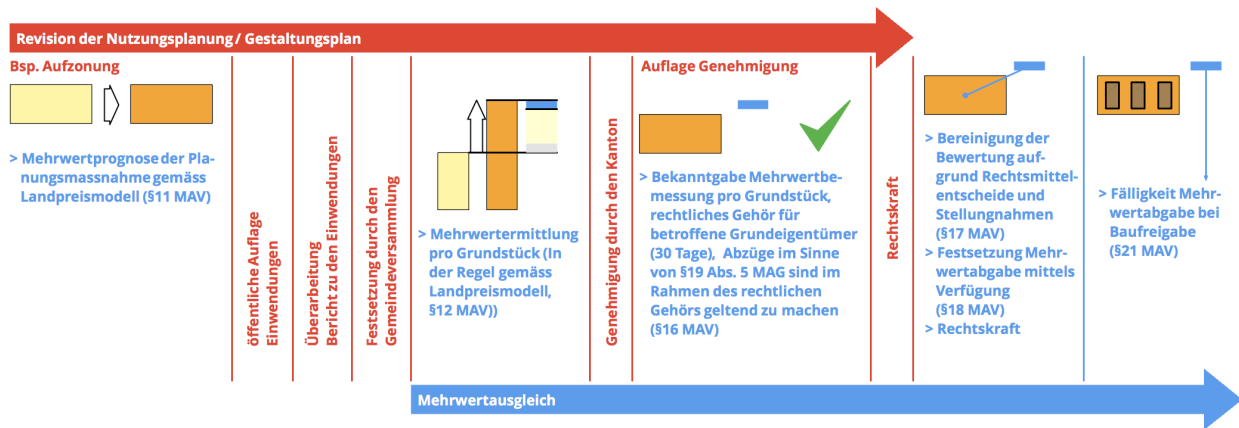 Revision der Nutzungsplanung / Gestaltungsplan
Bsp. Aufzonung
> Mehrwertprognose der Pla-
nungsmassnahme gemäss
Landpreismodell (§11 MAV)
öffentliche Auflage
Einwendungen
Überarbeitung
Bericht zu den Einwendungen
Festsetzung durch den
Gemeindeversammlung
> Mehrwertermittlung
pro Grundstück (In
der Regel gemäss
Landpreismodell,
§12 MAV))
Genehmigung durch den Kanton
Auflage Genehmigung
> Bekanntgabe Mehrwertbe-
messung pro Grundstück,
rechtliches Gehör für
betroffene Grundeigentümer
(30 Tage), Abzüge im Sinne
von §19 Abs. 5 MAG sind im
Rahmen des rechtlichen
Gehörs geltend zu machen
(§16 MAV)
Rechtskraft
> Bereinigung der
Bewertung auf-
grund Rechtsmittel-
entscheide und
Stellungnahmen
(§17 MAV)
> Festsetzung Mehr-
wertabgabe mittels
Verfügung
(§18 MAV)
> Rechtskraft
> Fälligkeit Mehr-
wertabgabe bei
Baufreigabe
(§21 MAV)
Mehrwertausgleich